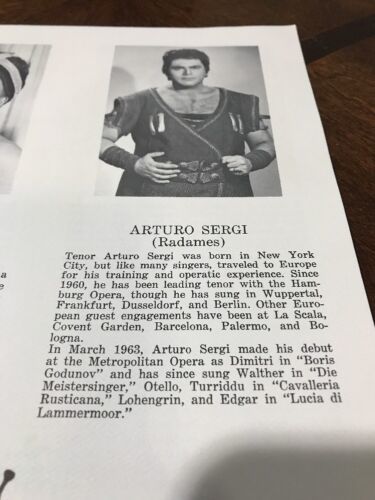 ARTURO SERGI
(Radames)
Tenor Arturo Sergi was born in New York
City, but like many singers, traveled to Europe
for his training and operatic experience. Since
1960, he has been leading tenor with the Ham-
burg Opera, though he has sung in Wuppertal,
Frankfurt, Dusseldorf, and Berlin. Other Euro-
pean guest engagements have been at La Scala,
Covent Garden, Barcelona, Palermo, and Bo-
logna.
In March 1963, Arturo Sergi made his debut
at the Metropolitan Opera as Dimitri in "Boris
Godunov" and has since sung Walther in "Die
Meistersinger," Otello, Turriddu in "Cavalleria
Rusticana," Lohengrin, and Edgar in "Lucia di
Lammermoor."